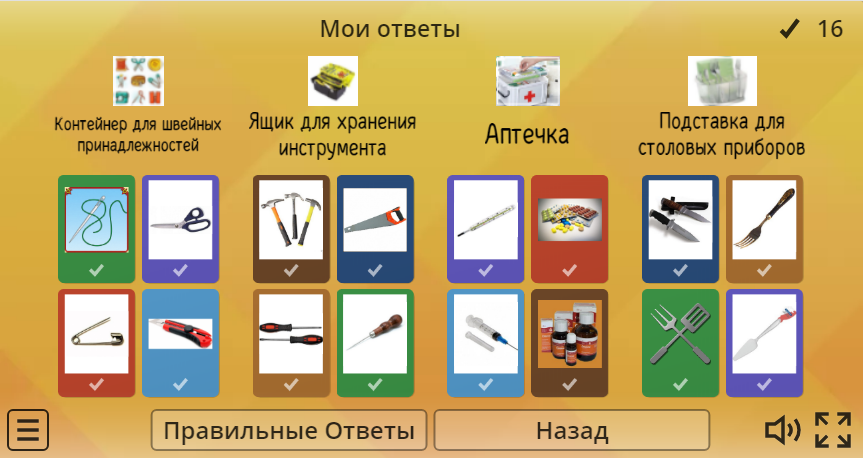 Мои ответы
16
Контейнер для швейных
принадлежностей
Ящик для хранения
инструмента
Аптечка
Подставка для
столовых приборов
Правильные Ответы
Назад